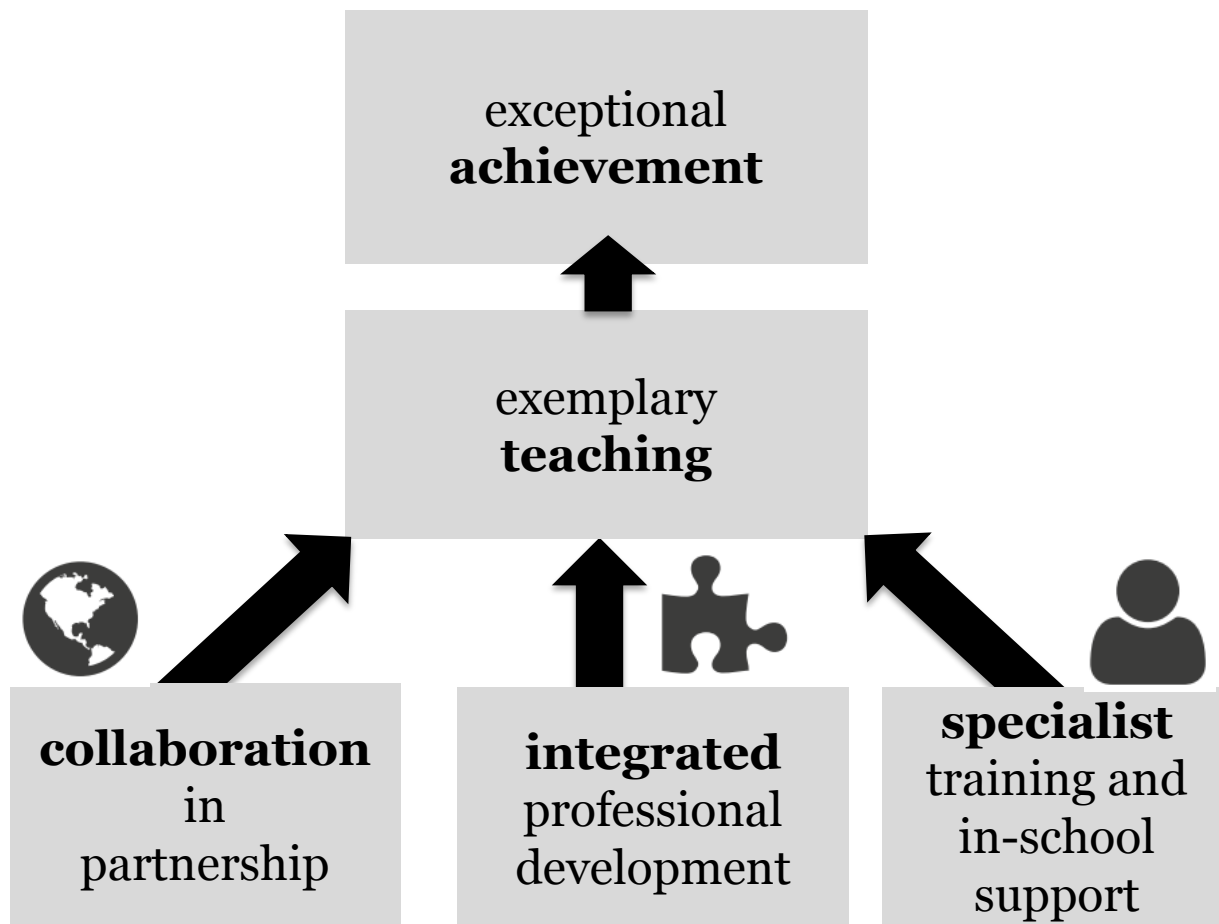 exceptional
achievement
exemplary
teaching
collaboration
in
partnership
integrated
professional
development
specialist
training and
in-school
support